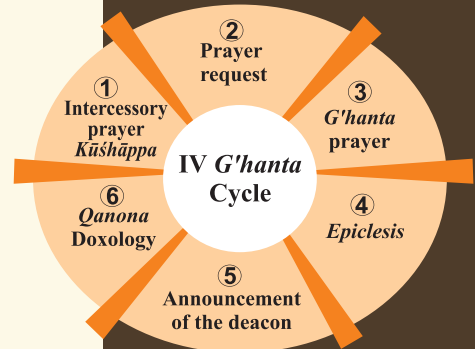 ①
Intercessory
prayer
Kūśhāppa
②
Prayer
request
③
G'hanta
prayer
④
Epiclesis
⑤
Announcement
of the deacon
⑥
Qanona
Doxology
IV G'hanta
Cycle